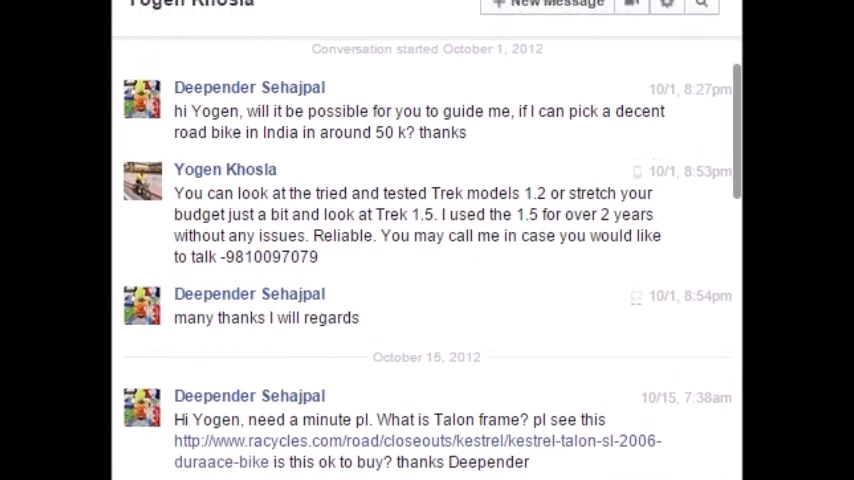 Yogen Khosla
+ New Message
Conversation started October 1, 2012
Deepender Sehajpal
10/1, 8:27pm
hi Yogen, will it be possible for you to guide me, if I can pick a decent
road bike in India in around 50 k? thanks
Yogen Khosla
10/1, 8:53pm
You can look at the tried and tested Trek models 1.2 or stretch your
budget just a bit and look at Trek 1.5. I used the 1.5 for over 2 years
without any issues. Reliable. You may call me in case you would like
to talk -9810097079
Deepender Sehajpal
10/1, 8:54pm
many thanks I will regards
October 15, 2012
Deepender Sehajpal
10/15, 7:38am
Hi Yogen, need a minute pl. What is Talon frame? pl see this
http://www.racycles.com/road/closeouts/kestrel/kestrel-talon-sl-2006-
duraace-bike is this ok to buy? thanks Deepender